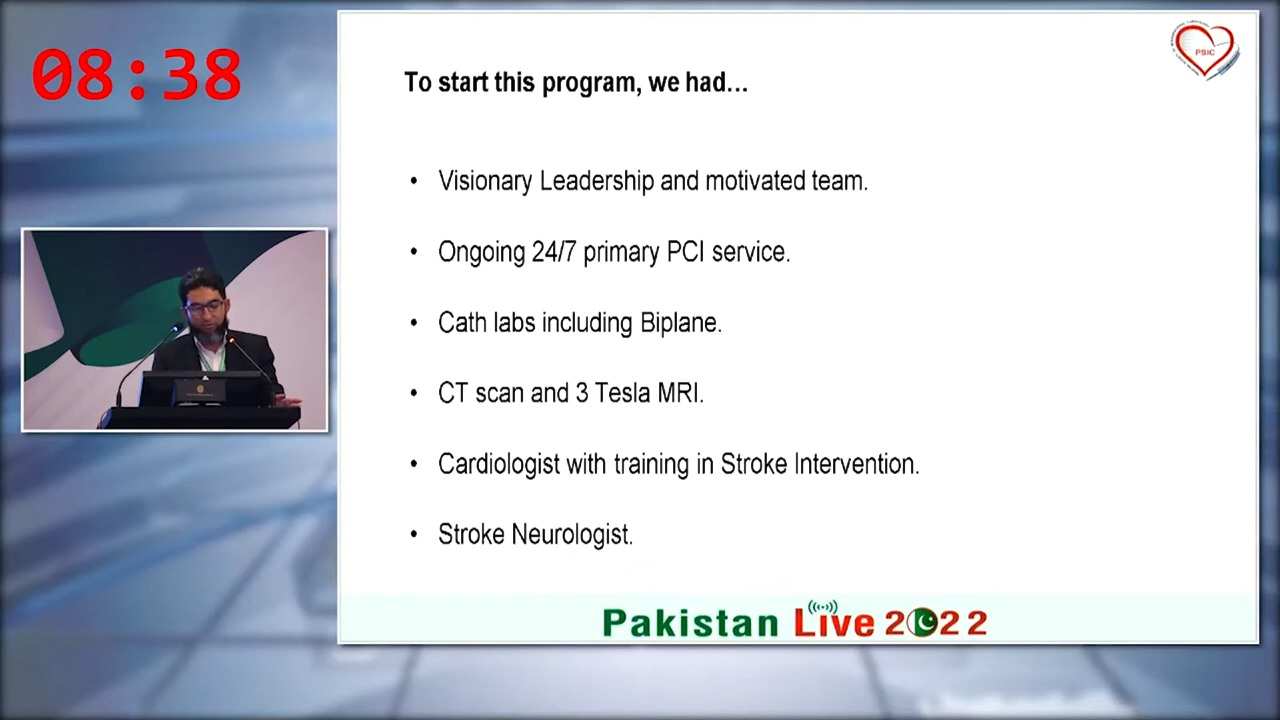 08:38
PSIC
To start this program, we had...
• Visionary Leadership and motivated team.
• Ongoing 24/7 primary PCI service.
• Cath labs including Biplane.
• CT scan and 3 Tesla MRI.
• Cardiologist with training in Stroke Intervention.
• Stroke Neurologist.
Pakistan Live 2022